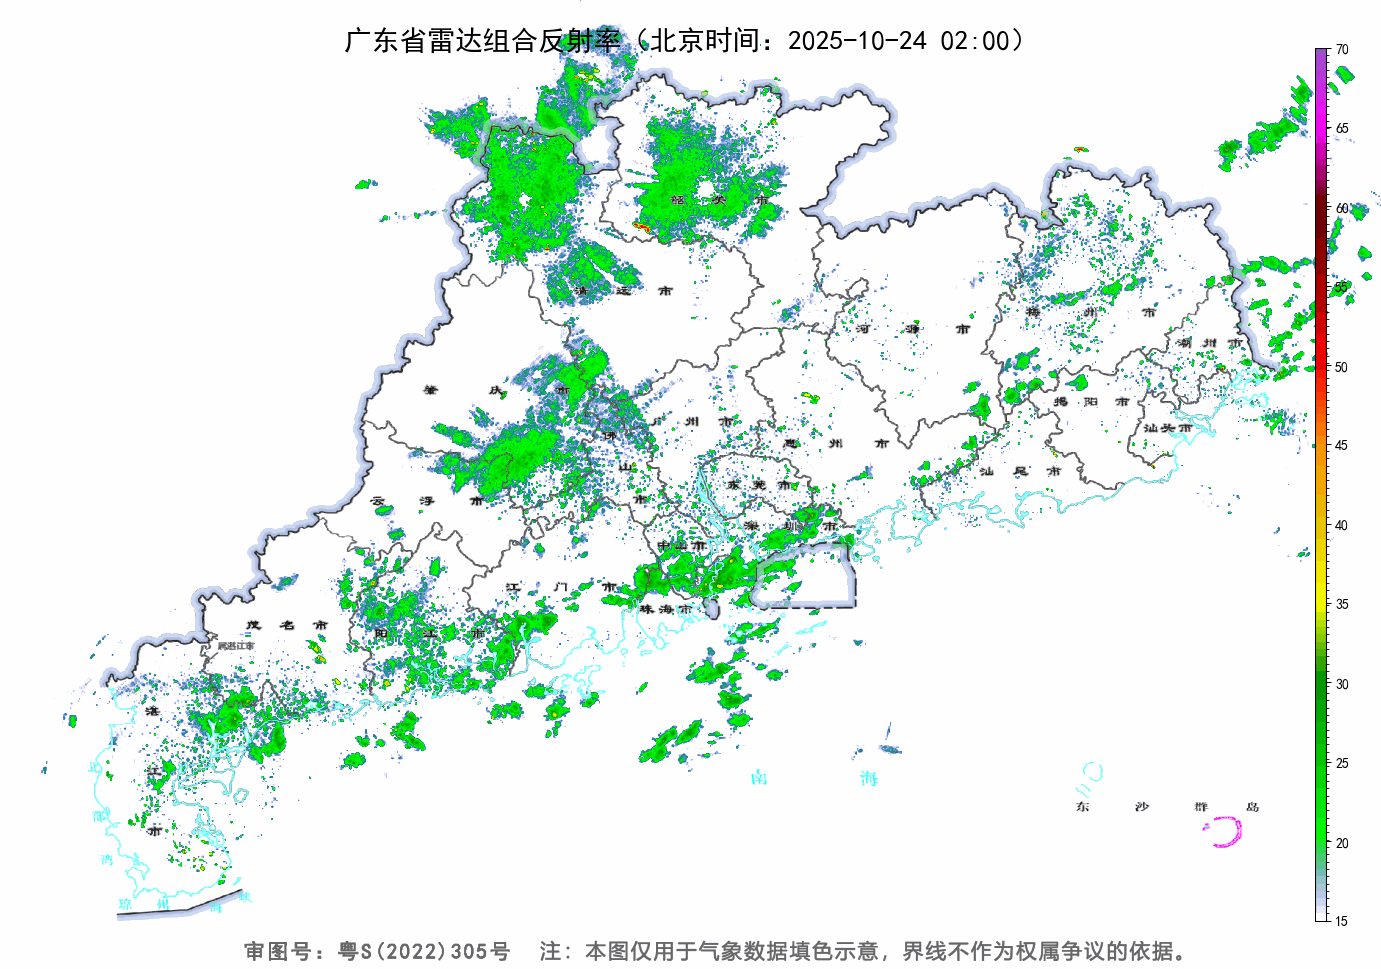 广东省雷达组合反射率（北京时间：2025-10-24 02:00）
70
65
60
55
50
45
40
35
30
25
20
15
韶关市
清远市
河源市
梅州市
潮州市
肇庆市
广州市
惠州市
揭阳市
汕头市
佛山市
东莞市
汕尾市
云浮市
深圳市
中山市
江门市
珠海市
茂名市
阳江市
属湛江市
湛江市
北部湾
南海
东沙群岛
琼州海峡
审图号：粤S(2022)305号 注：本图仅用于气象数据填色示意，界线不作为权属争议的依据。